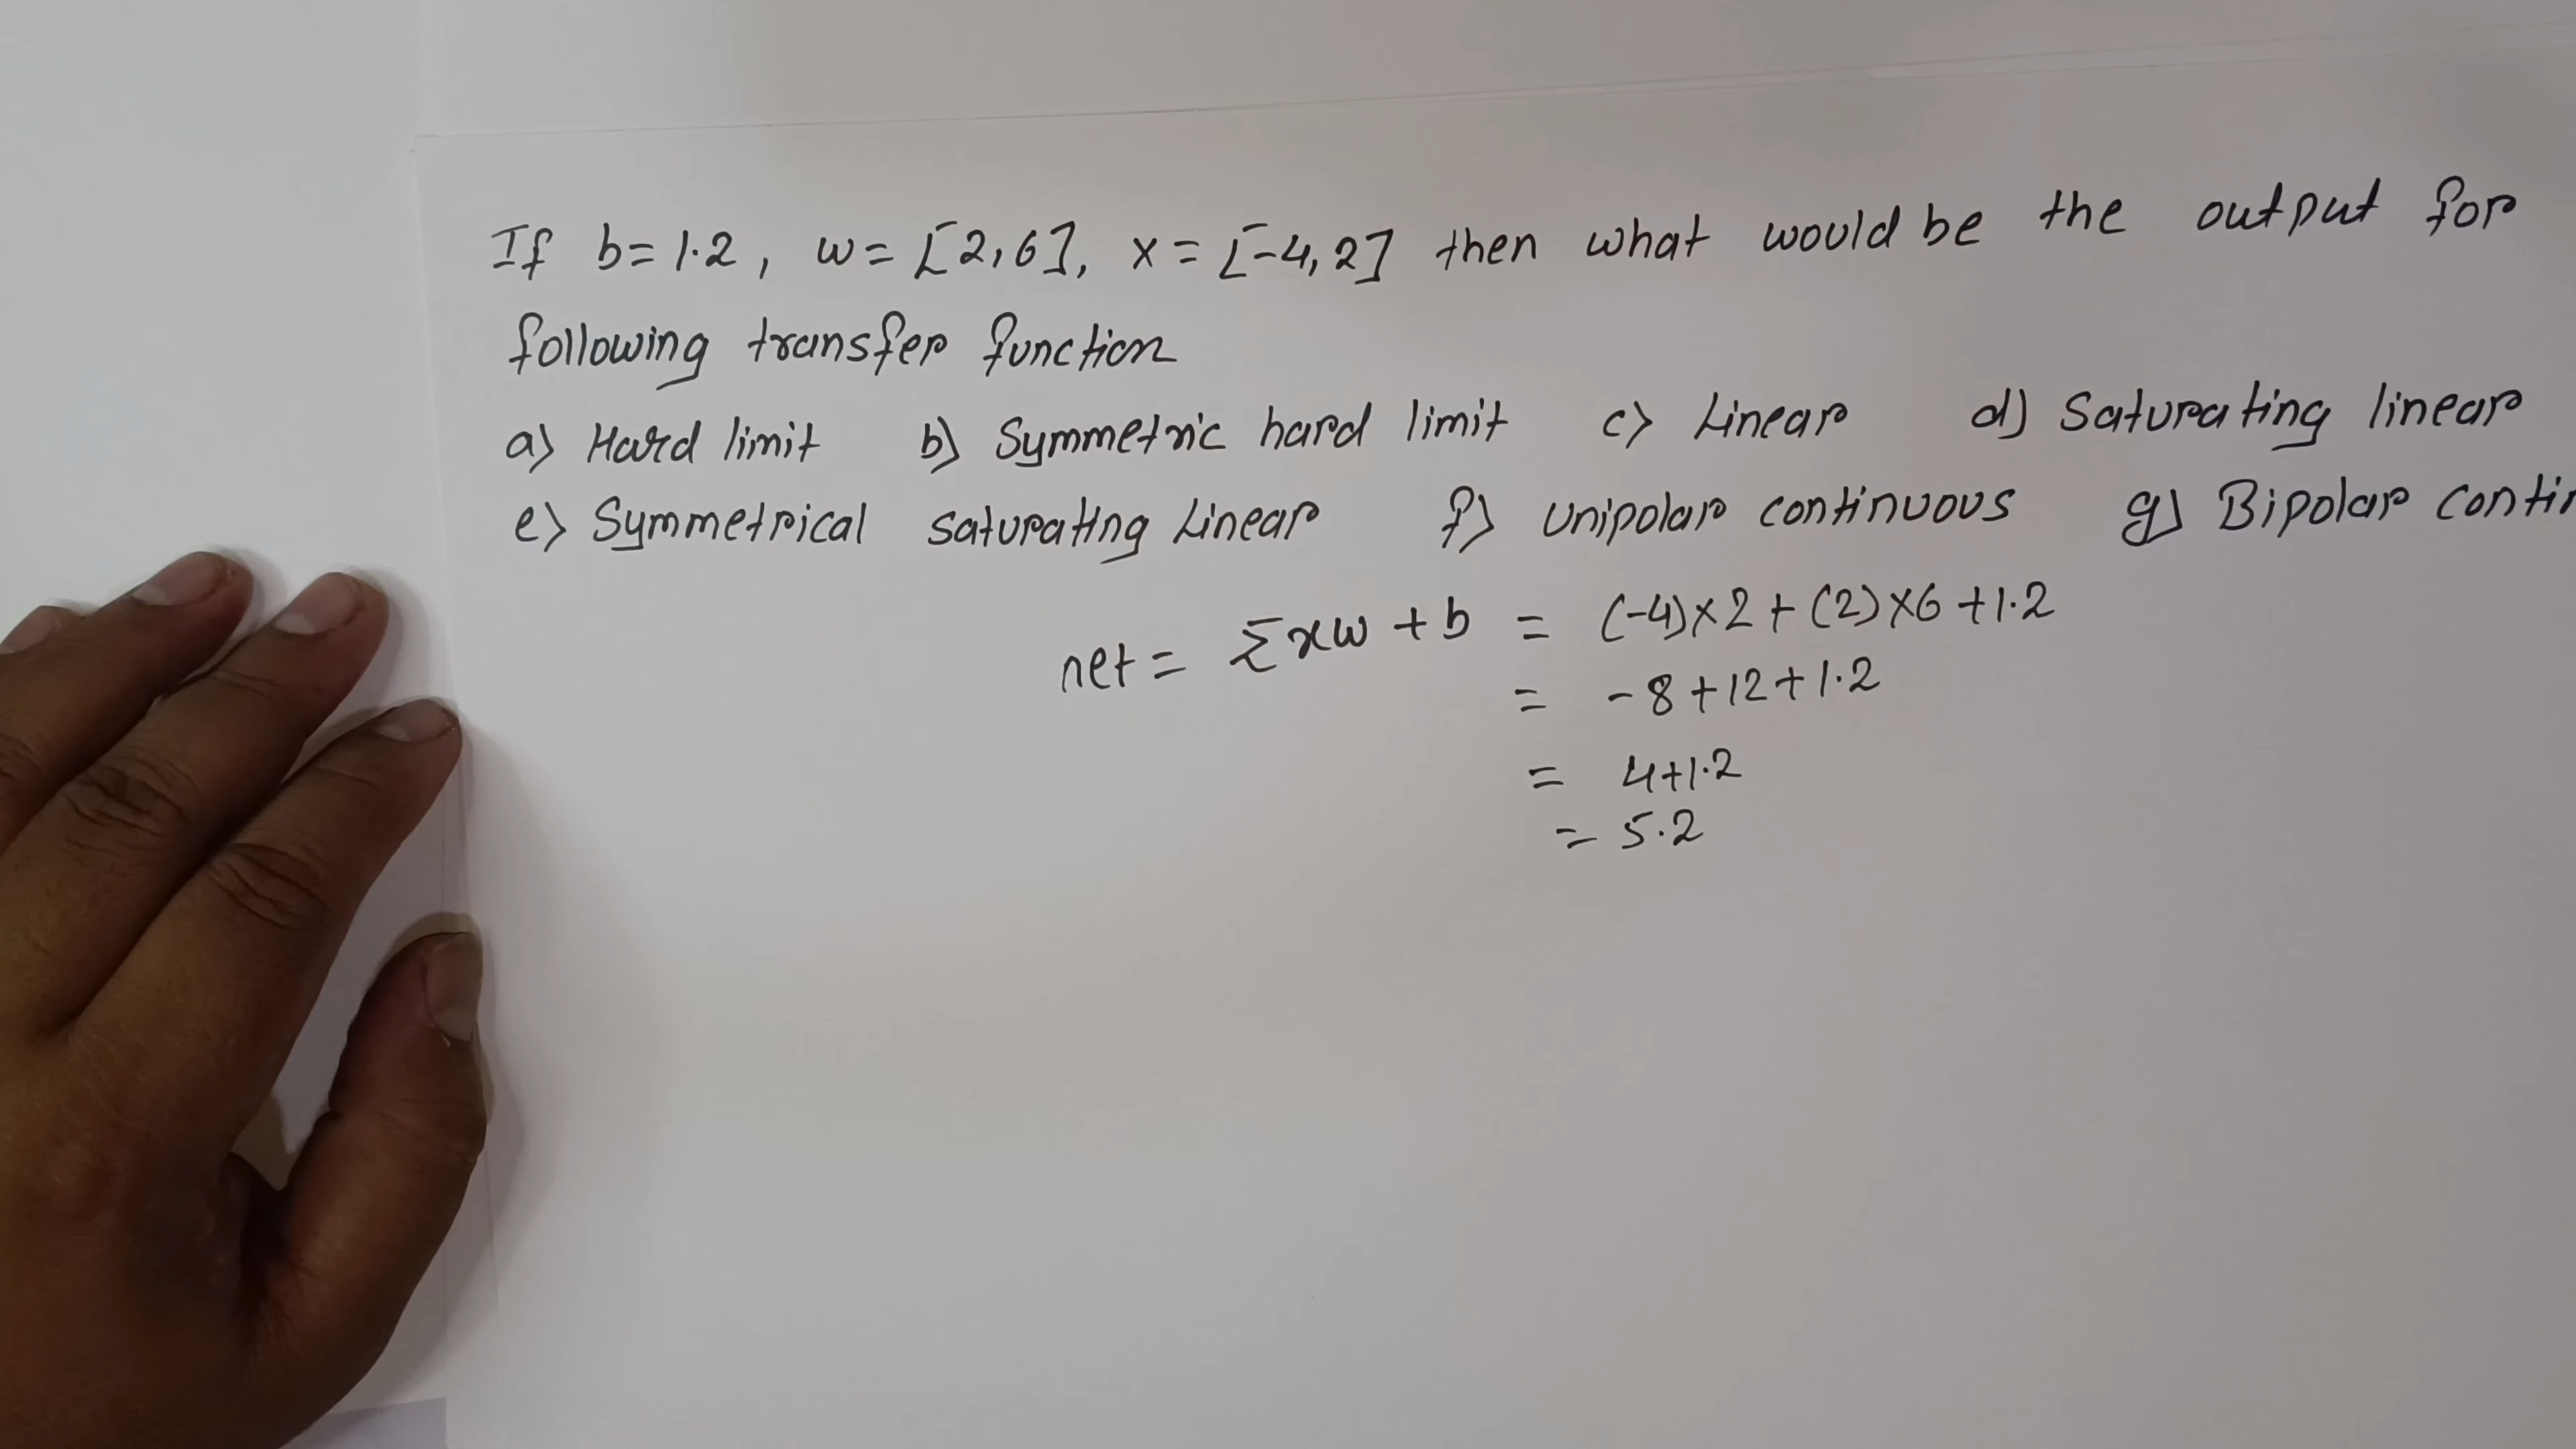 If b=1.2, w=[2,6], x=[-4,2] then what would be the output for
following transfer function
a) Hard limit b) Symmetric hard limit c) Linear d) Saturating linear
e) Symmetrical saturating Linear f) Unipolar continuous g) Bipolar
net = Σxw + b = (-4)×2+(2)×6+1.2
= -8+12+1.2
= 4+1.2
= 5.2